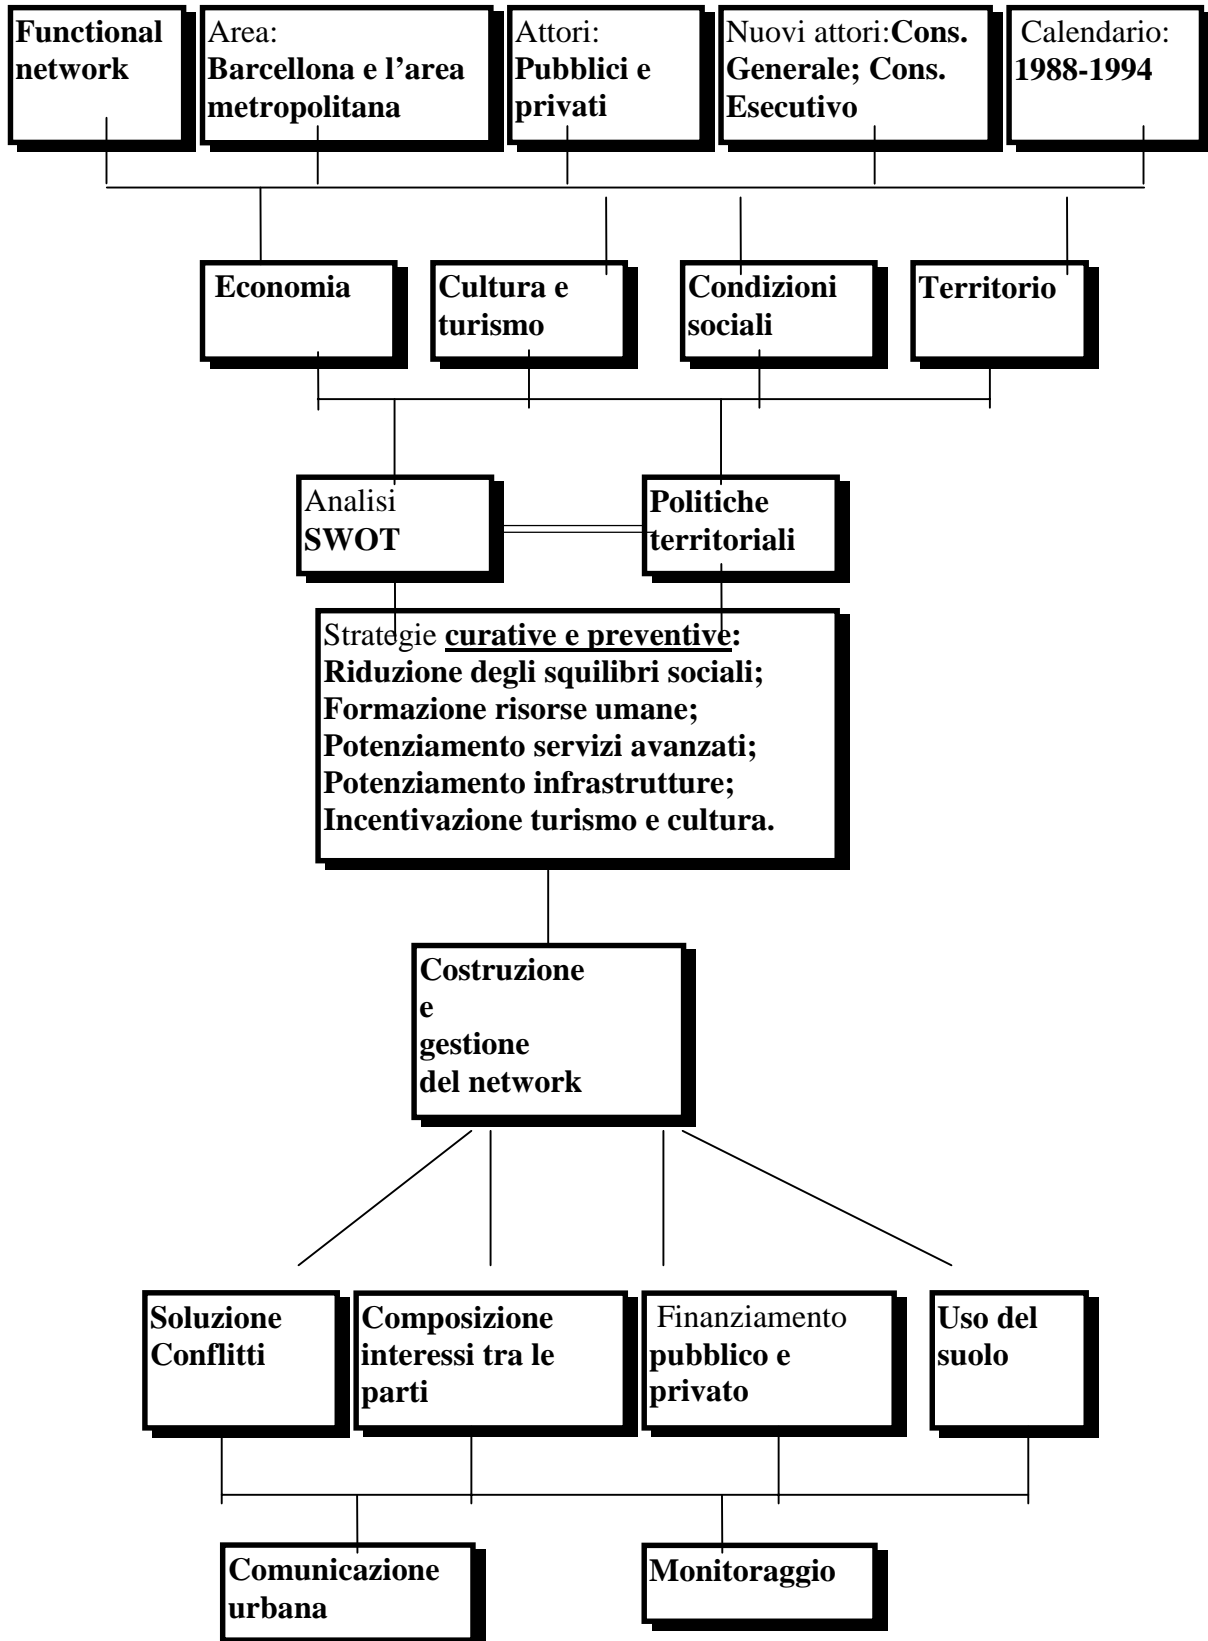 Functional
network
Area:
Barcellona e l’area
metropolitana
Attori:
Pubblici e
privati
Nuovi attori:Cons.
Generale; Cons.
Esecutivo
Calendario:
1988-1994
Economia
Cultura e
turismo
Condizioni
sociali
Territorio
Analisi
SWOT
Politiche
territoriali
Strategie curative e preventive:
Riduzione degli squilibri sociali;
Formazione risorse umane;
Potenziamento servizi avanzati;
Potenziamento infrastrutture;
Incentivazione turismo e cultura.
Costruzione
e
gestione
del network
Soluzione
Conflitti
Composizione
interessi tra le
parti
Finanziamento
pubblico e
privato
Uso del
suolo
Comunicazione
urbana
Monitoraggio